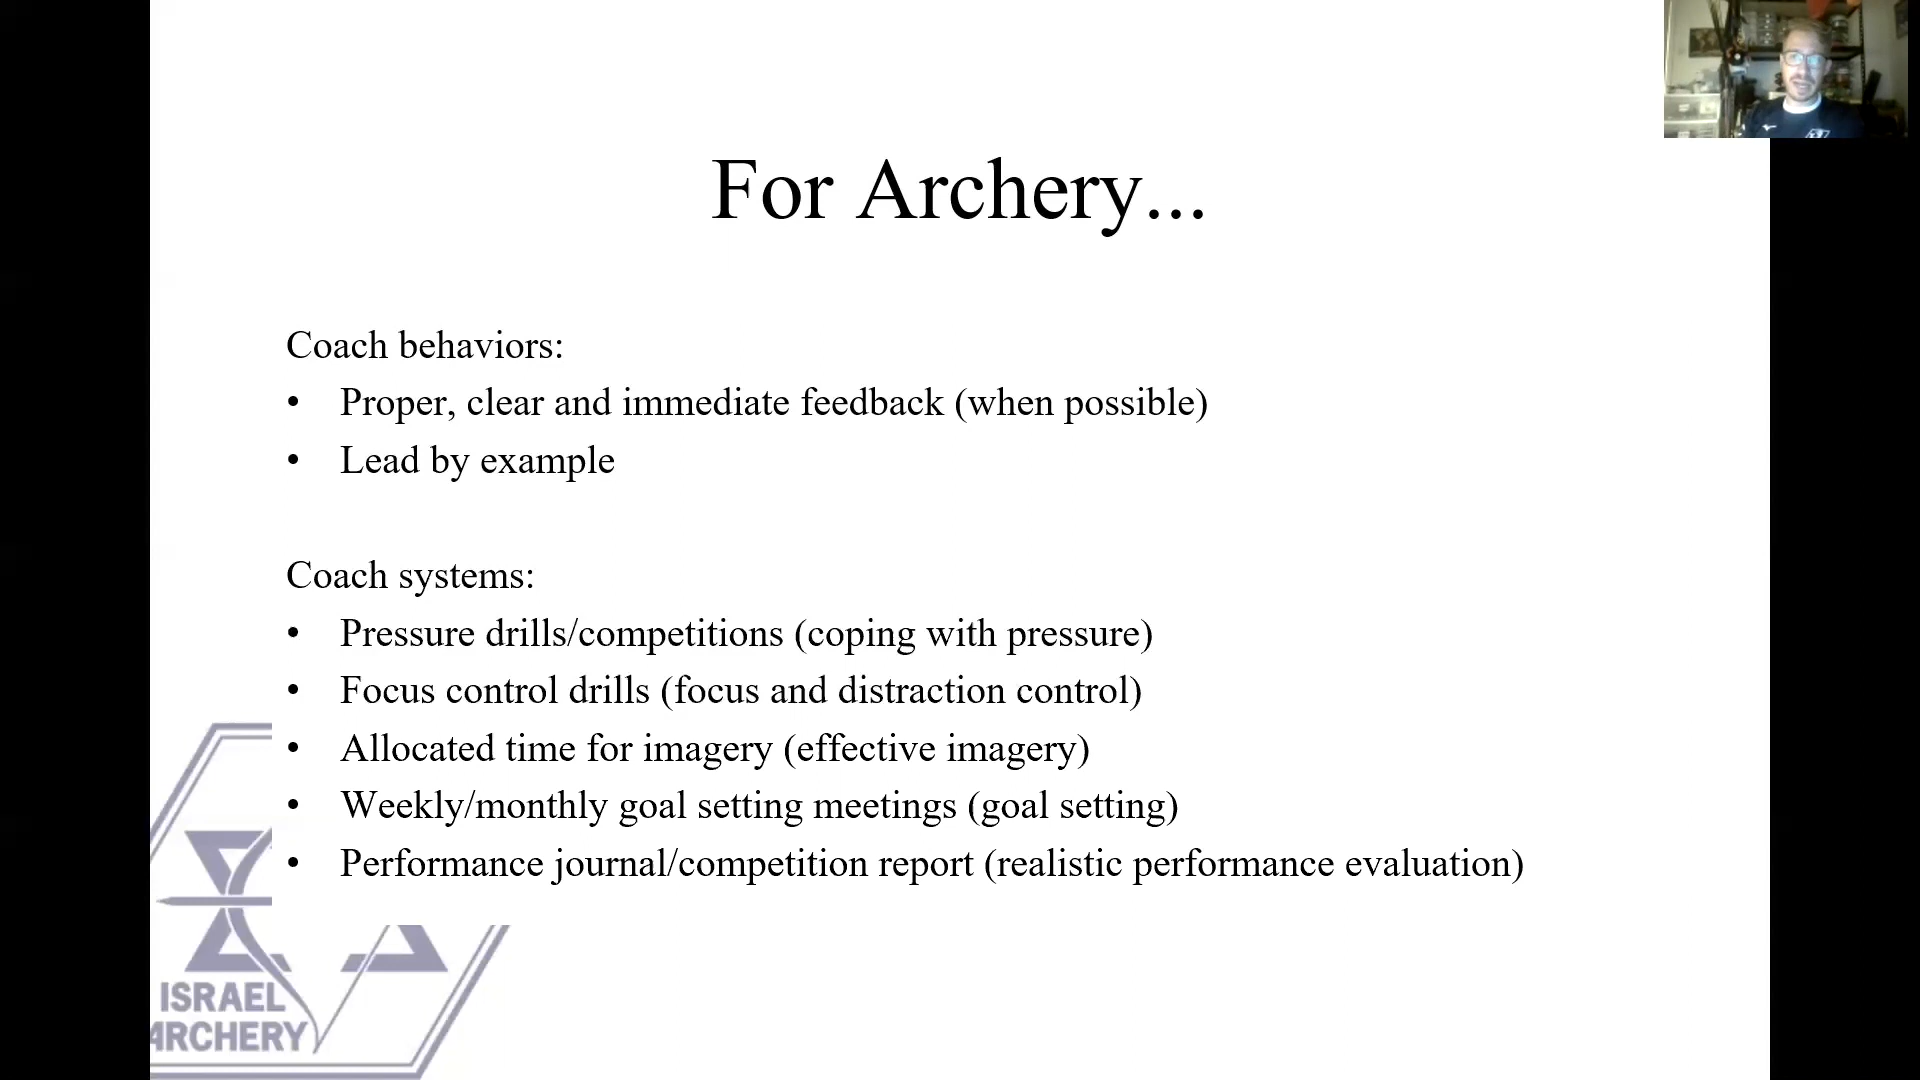 For Archery...
Coach behaviors:
• Proper, clear and immediate feedback (when possible)
• Lead by example
Coach systems:
• Pressure drills/competitions (coping with pressure)
• Focus control drills (focus and distraction control)
• Allocated time for imagery (effective imagery)
• Weekly/monthly goal setting meetings (goal setting)
• Performance journal/competition report (realistic performance evaluation)
ISRAEL
ARCHERY